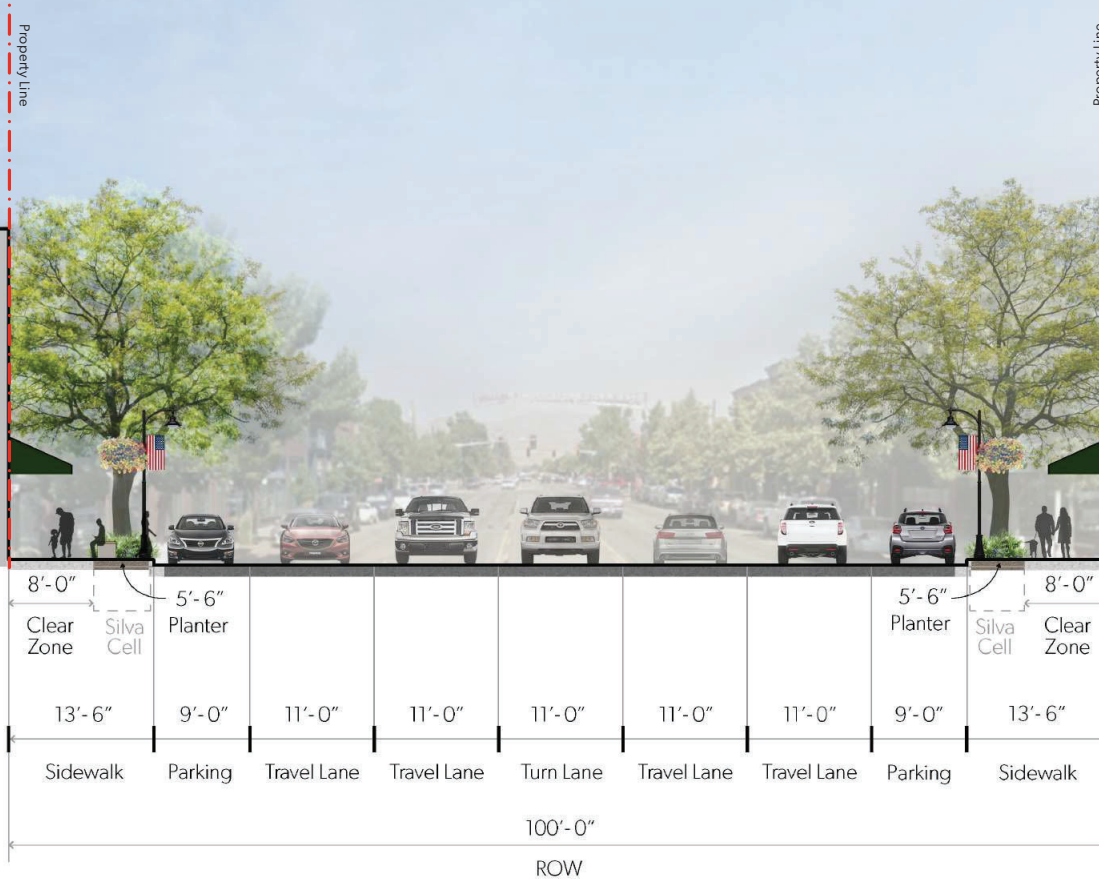 Property Line
Property Line
8'-0"
5'-6"
5'-6"
8'-0"
Clear
Zone
Silva
Cell
Planter
Planter
Silva
Cell
Clear
Zone
13'-6"
9'-0"
11'-0"
11'-0"
11'-0"
11'-0"
11'-0"
9'-0"
13'-6"
Sidewalk
Parking
Travel Lane
Travel Lane
Turn Lane
Travel Lane
Travel Lane
Parking
Sidewalk
100'-0"
ROW